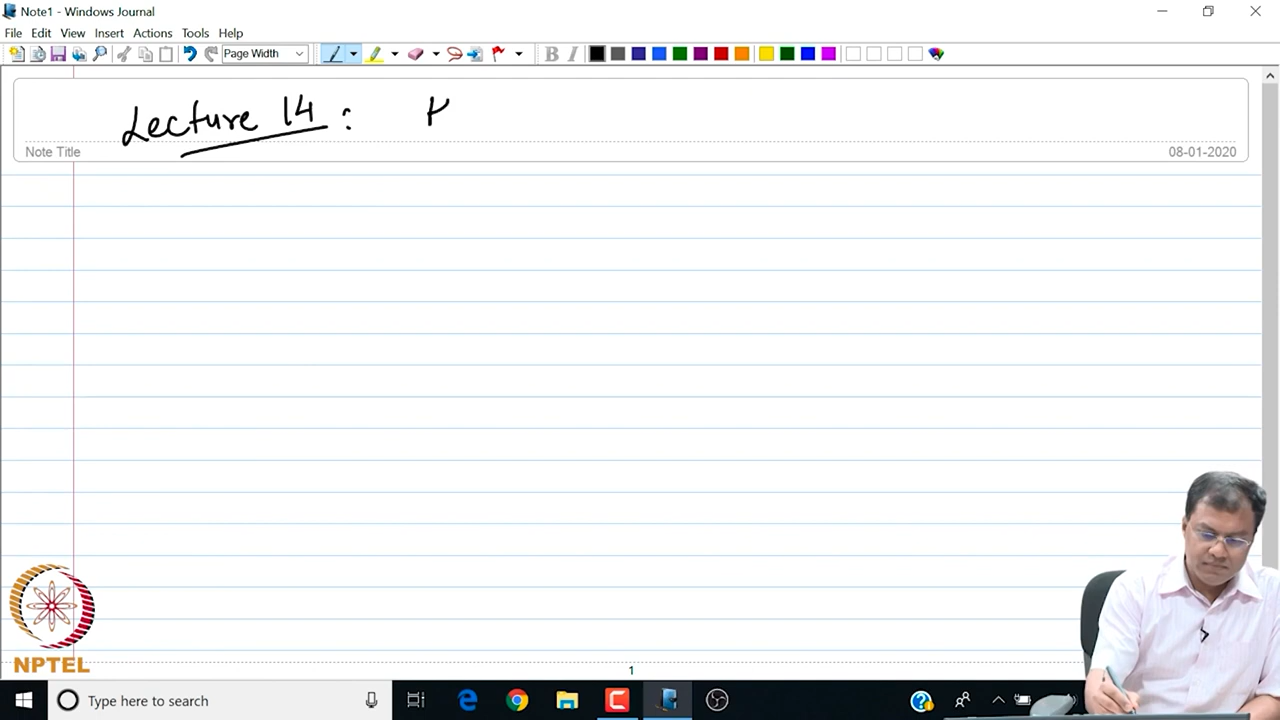 Note1 - Windows Journal
File Edit View Insert Actions Tools Help
Page Width B I
Lecture 14 :
Note Title
08-01-2020
NPTEL
1
Type here to search